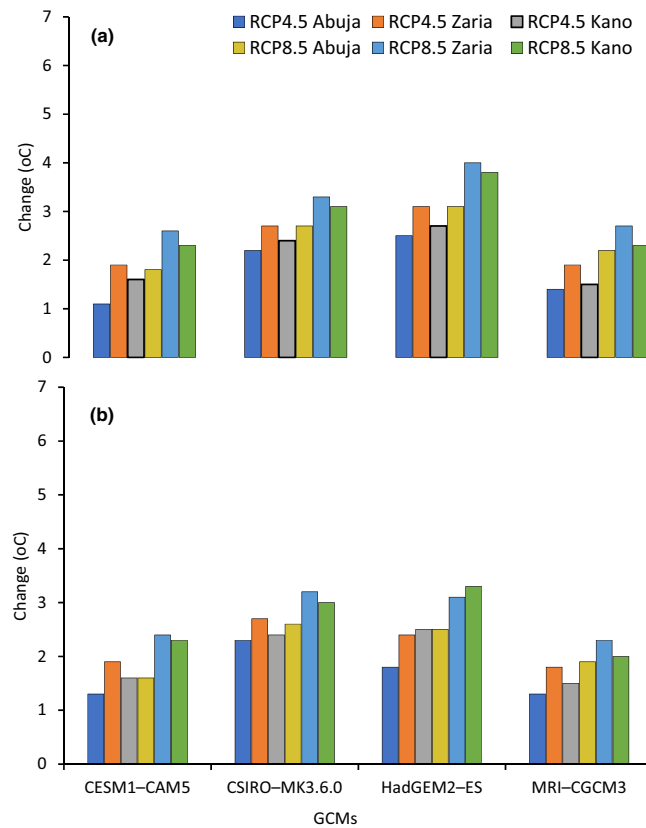 (a)
RCP4.5 Abuja RCP4.5 Zaria RCP4.5 Kano
RCP8.5 Abuja RCP8.5 Zaria RCP8.5 Kano
7
6
5
4
3
2
1
0
Change (oC)
(b)
7
6
5
4
3
2
1
0
Change (oC)
CESM1–CAM5 CSIRO–MK3.6.0 HadGEM2–ES MRI–CGCM3
GCMs